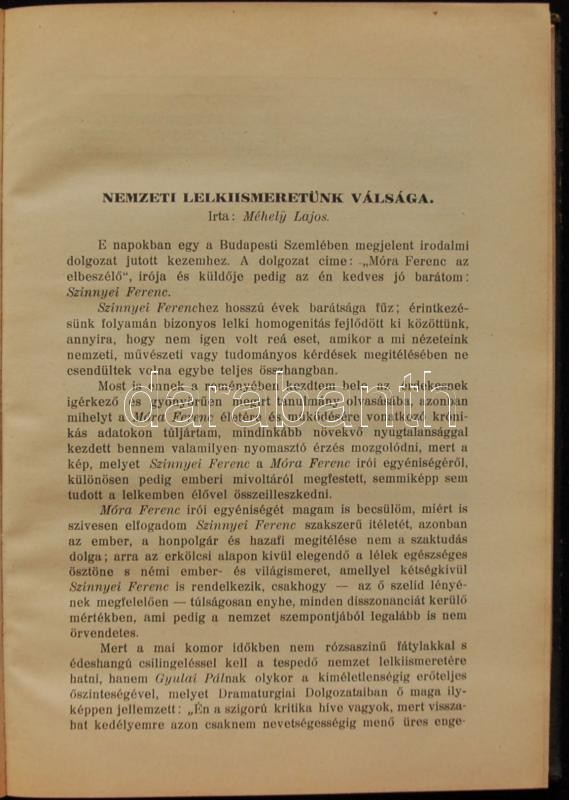 NEMZETI LELKIISMERETÜNK VÁLSÁGA.
Irta: Méhelÿ Lajos.
E napokban egy a Budapesti Szemlében megjelent irodalmi
dolgozat jutott kezemhez. A dolgozat címe: „Móra Ferenc az
elbeszélő“, irója és küldője pedig az én kedves jó barátom:
Szinnyei Ferenc.
Szinnyei Ferenchez hosszú évek barátsága fűz; érintkezé-
sünk folyamán bizonyos lelki homogenitás fejlődött ki közöttünk,
annyira, hogy nem igen volt reá eset, amikor a mi nézeteink
nemzeti, művészeti vagy tudományos kérdések megitélésében ne
csendültek volna egybe teljes összhangban.
Most is ennek a reményében kezdtem bele az érdekesnek
igérkező és gyönyörűen megirt tanulmány olvasásába, azonban
mihelyt a Móra Ferenc életére és működésére vonatkozó króni-
kás adatokon túljártam, mindinkább növekvő nyugtalansággal
kezdett bennem valamilyen nyomasztó érzés mozgolódni, mert a
kép, melyet Szinnyei Ferenc a Móra Ferenc irói egyéniségéről,
különösen pedig emberi mivoltáról megfestett, semmiképp sem
tudott a lelkemben élővel összeilleszkedni.
Móra Ferenc irói egyéniségét magam is becsülöm, miért is
szivesen elfogadom Szinnyei Ferenc szakszerű itéletét, azonban
az ember, a honpolgár és hazafi megitélése nem a szaktudás
dolga; arra az erkölcsi alapon kivül elegendő a lélek egészséges
ösztöne s némi ember- és világismeret, amellyel kétségkivül
Szinnyei Ferenc is rendelkezik, csakhogy — az ő szelid lényé-
nek megfelelően — túlságosan enyhe, minden disszonanciát kerülő
mértékben, ami pedig a nemzet szempontjából legalább is nem
örvendetes.
Mert a mai komor időkben nem rózsaszinű fátylakkal s
édeshangú csilingeléssel kell a tespedő nemzet lelkiismeretére
hatni, hanem Gyulai Pálnak olykor a kiméletlenségig erőteljes
őszinteségével, melyet Dramaturgiai Dolgozataiban ő maga ily-
képpen jellemzett: „Én a szigorú kritika híve vagyok, mert vissza-
hat kedélyemre azon csaknem nevetségességig menő üres enge-
darabanth